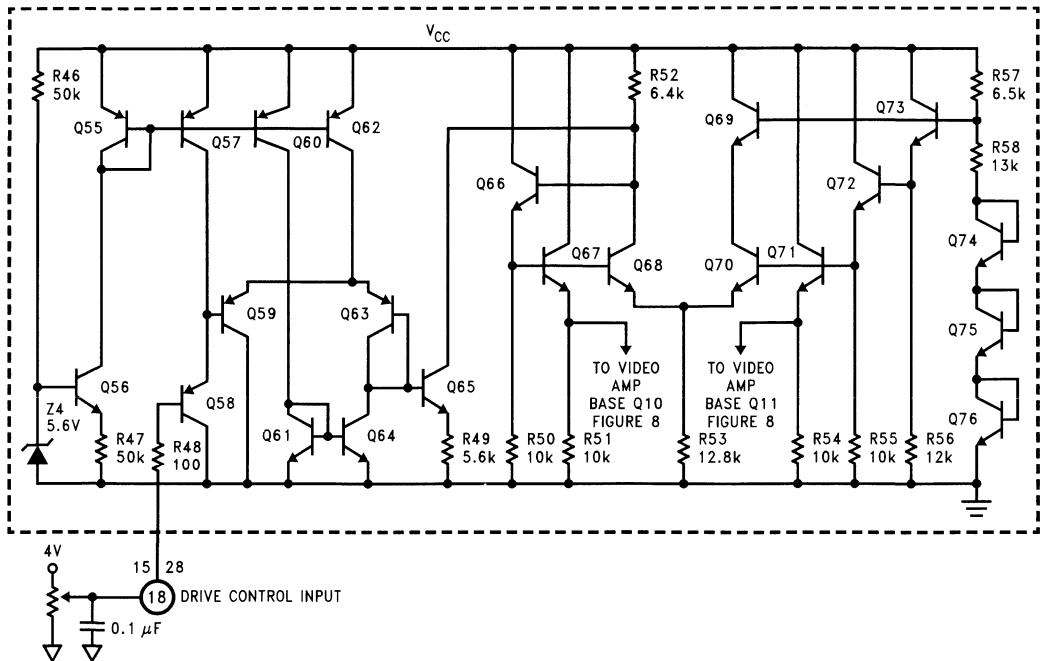 V_CC
R46
50k
Q55
Q57
Q60
Q62
R52
6.4k
Q69
Q73
R57
6.5k
R58
13k
Q66
Q72
Q67
Q68
Q70
Q71
Q74
Q59
Q63
Q75
Q56
Q58
Q65
TO VIDEO
AMP
BASE Q10
FIGURE 8
TO VIDEO
AMP
BASE Q11
FIGURE 8
Z4
5.6V
Q61
Q64
Q76
R47
50k
R48
100
R49
5.6k
R50
10k
R51
10k
R53
12.8k
R54
10k
R55
10k
R56
12k
4V
15 28
18
DRIVE CONTROL INPUT
0.1 μF